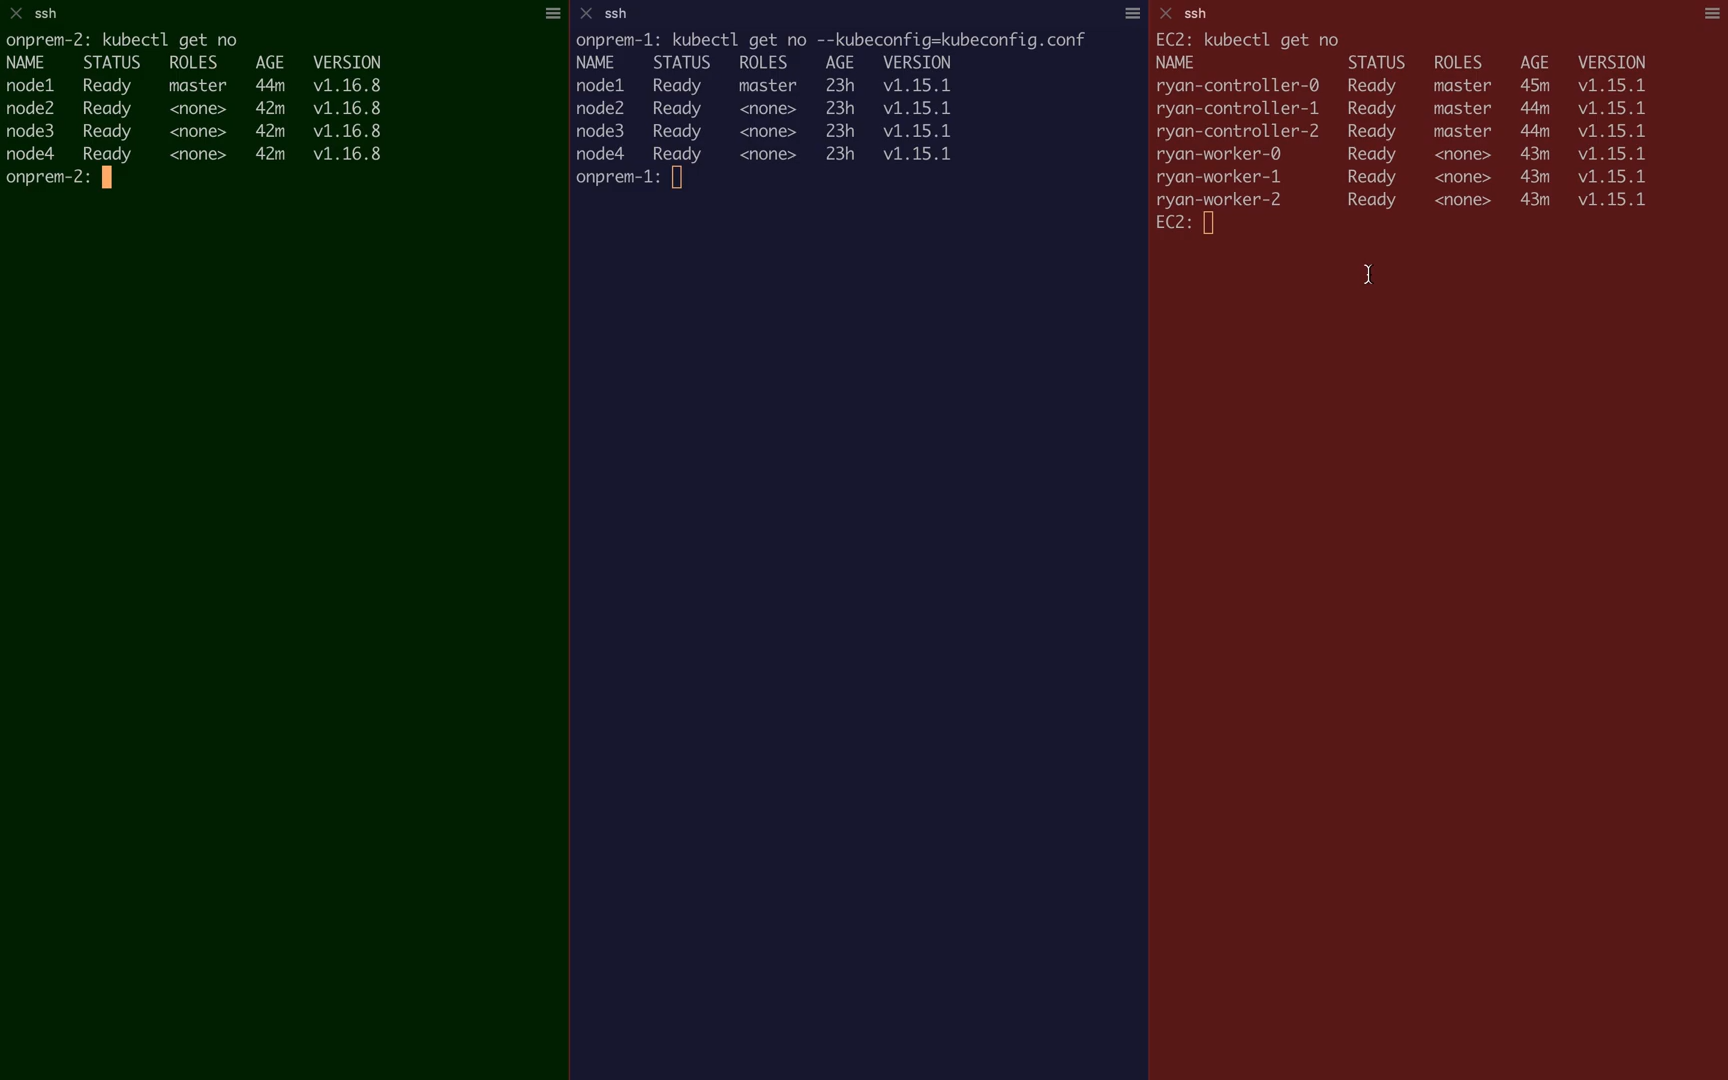 ssh
onprem-2: kubectl get no
NAME STATUS ROLES AGE VERSION
node1 Ready master 44m v1.16.8
node2 Ready <none> 42m v1.16.8
node3 Ready <none> 42m v1.16.8
node4 Ready <none> 42m v1.16.8
onprem-2:
ssh
onprem-1: kubectl get no --kubeconfig=kubeconfig.conf
NAME STATUS ROLES AGE VERSION
node1 Ready master 23h v1.15.1
node2 Ready <none> 23h v1.15.1
node3 Ready <none> 23h v1.15.1
node4 Ready <none> 23h v1.15.1
onprem-1:
ssh
EC2: kubectl get no
NAME STATUS ROLES AGE VERSION
ryan-controller-0 Ready master 45m v1.15.1
ryan-controller-1 Ready master 44m v1.15.1
ryan-controller-2 Ready master 44m v1.15.1
ryan-worker-0 Ready <none> 43m v1.15.1
ryan-worker-1 Ready <none> 43m v1.15.1
ryan-worker-2 Ready <none> 43m v1.15.1
EC2: